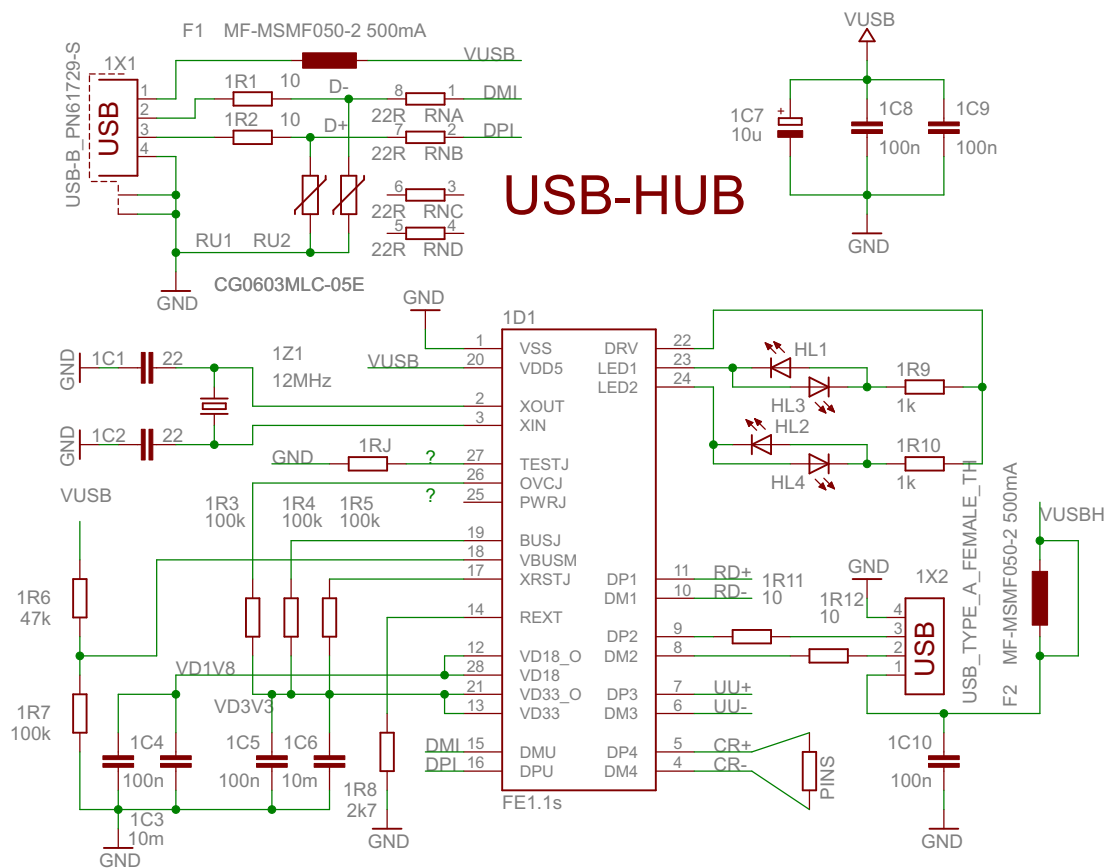 F1 MF-MSMF050-2 500mA
VUSB
VUSB
USB-B_PN61729-S
1X1
USB
1
2
3
4
1R1 10 D-
8 1 DMI
22R RNA
1R2 10 D+
7 2 DPI
22R RNB
6 3
22R RNC
5 4
22R RND
RU1 RU2
CG0603MLC-05E
GND
USB-HUB
1C7
10u
+
1C8
100n
1C9
100n
GND
GND
1D1
1 VSS
VUSB 20 VDD5
2 XOUT
3 XIN
GND 1RJ ? 27 TESTJ
26 OVCJ
? 25 PWRJ
19 BUSJ
18 VBUSM
17 XRSTJ
14 REXT
12 VD18_O
28 VD18
21 VD33_O
13 VD33
DMI 15 DMU
DPI 16 DPU
FE1.1s
DRV 22
LED1 23
LED2 24
DP1 11 RD+
DM1 10 RD-
DP2 9
DM2 8
DP3 7 UU+
DM3 6 UU-
DP4 5 CR+
DM4 4 CR-
PINS
GND 1C1 22
1Z1
12MHz
GND 1C2 22
VUSB
1R3
100k
1R4
100k
1R5
100k
1R6
47k
1R7
100k
VD1V8
VD3V3
1C4
100n
1C5
100n
1C6
10m
1C3
10m
GND
1R8
2k7
GND
HL1
HL3
1R9
1k
HL2
HL4
1R10
1k
1R11
10
1R12
10
GND
1X2
4
3
2
1
USB
USB_TYPE_A_FEMALE_TH
F2 MF-MSMF050-2 500mA
VUSBH
1C10
100n
GND